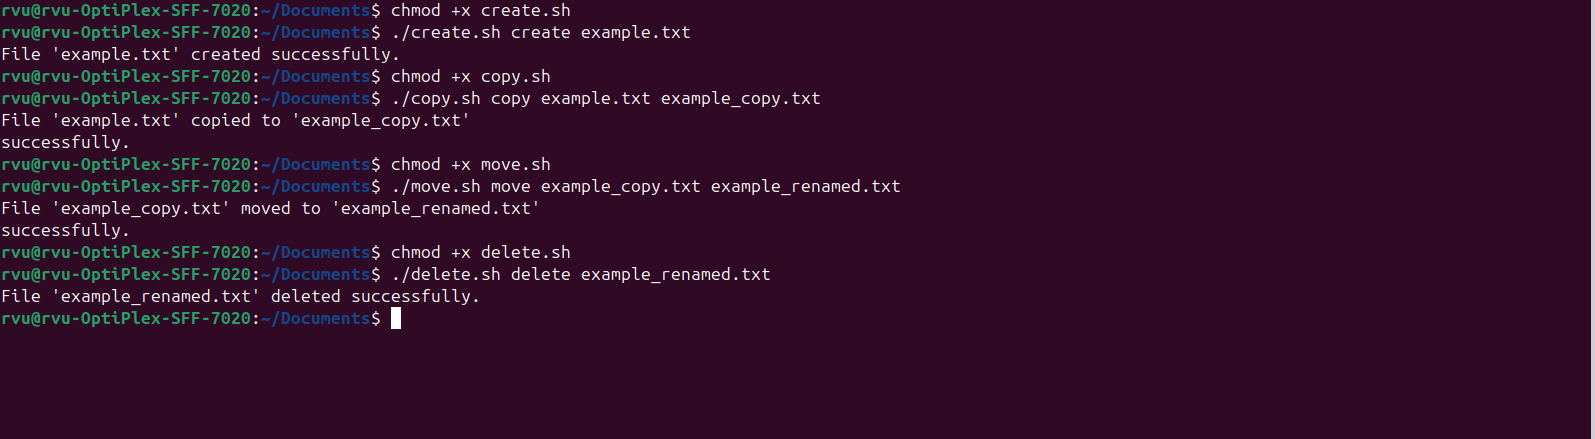 rvu@rvu-OptiPlex-SFF-7020:~/Documents$ chmod +x create.sh
rvu@rvu-OptiPlex-SFF-7020:~/Documents$ ./create.sh create example.txt
File 'example.txt' created successfully.
rvu@rvu-OptiPlex-SFF-7020:~/Documents$ chmod +x copy.sh
rvu@rvu-OptiPlex-SFF-7020:~/Documents$ ./copy.sh copy example.txt example_copy.txt
File 'example.txt' copied to 'example_copy.txt'
successfully.
rvu@rvu-OptiPlex-SFF-7020:~/Documents$ chmod +x move.sh
rvu@rvu-OptiPlex-SFF-7020:~/Documents$ ./move.sh move example_copy.txt example_renamed.txt
File 'example_copy.txt' moved to 'example_renamed.txt'
successfully.
rvu@rvu-OptiPlex-SFF-7020:~/Documents$ chmod +x delete.sh
rvu@rvu-OptiPlex-SFF-7020:~/Documents$ ./delete.sh delete example_renamed.txt
File 'example_renamed.txt' deleted successfully.
rvu@rvu-OptiPlex-SFF-7020:~/Documents$